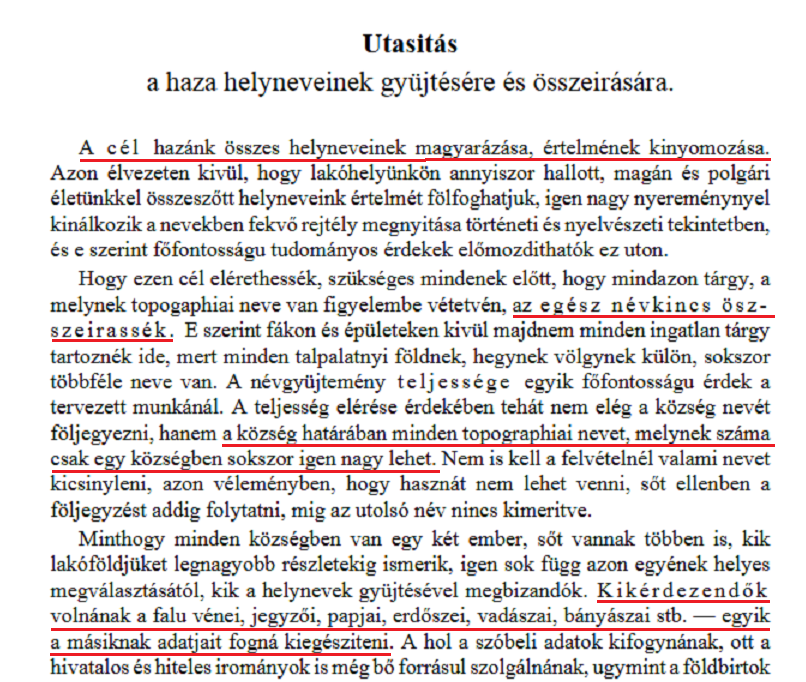 Utasitás
a haza helyneveinek gyüjtésére és összeirására.
A cél hazánk összes helyneveinek magyarázása, értelmének kinyomozása.
Azon élvezeten kivül, hogy lakóhelyünkön annyiszor hallott, magán és polgári
életünkkel összeszőtt helyneveink értelmét fölfoghatjuk, igen nagy nyereménynyel
kinálkozik a nevekben fekvő rejtély megnyitása történeti és nyelvészeti tekintetben,
és e szerint főfontosságu tudományos érdekek előmozdithatók ez uton.
Hogy ezen cél elérethessék, szükséges mindenek előtt, hogy mindazon tárgy, a
melynek topogaphiai neve van figyelembe vétetvén, az egész névkincs ösz-
szeirassék. E szerint fákon és épületeken kivül majdnem minden ingatlan tárgy
tartoznék ide, mert minden talpalatnyi földnek, hegynek völgynek külön, sokszor
többféle neve van. A névgyüjtemény teljessége egyik főfontosságu érdek a
tervezett munkánál. A teljesség elérése érdekében tehát nem elég a község nevét
följegyezni, hanem a község határában minden topographiai nevet, melynek száma
csak egy községben sokszor igen nagy lehet. Nem is kell a felvételnél valami nevet
kicsinyleni, azon véleményben, hogy hasznát nem lehet venni, sőt ellenben a
följegyzést addig folytatni, mig az utolsó név nincs kimeritve.
Minthogy minden községben van egy két ember, sőt vannak többen is, kik
lakóföldjüket legnagyobb részletekig ismerik, igen sok függ azon egyének helyes
megválasztásától, kik a helynevek gyüjtésével megbizandók. Kikérdezendők
volnának a falu vénei, jegyzői, papjai, erdőszei, vadászai, bányászai stb. — egyik
a másiknak adatjait fogná kiegésziteni. A hol a szóbeli adatok kifogynának, ott a
hivatalos és hiteles irományok is még bő forrásul szolgálnának, ugymint a földbirtok